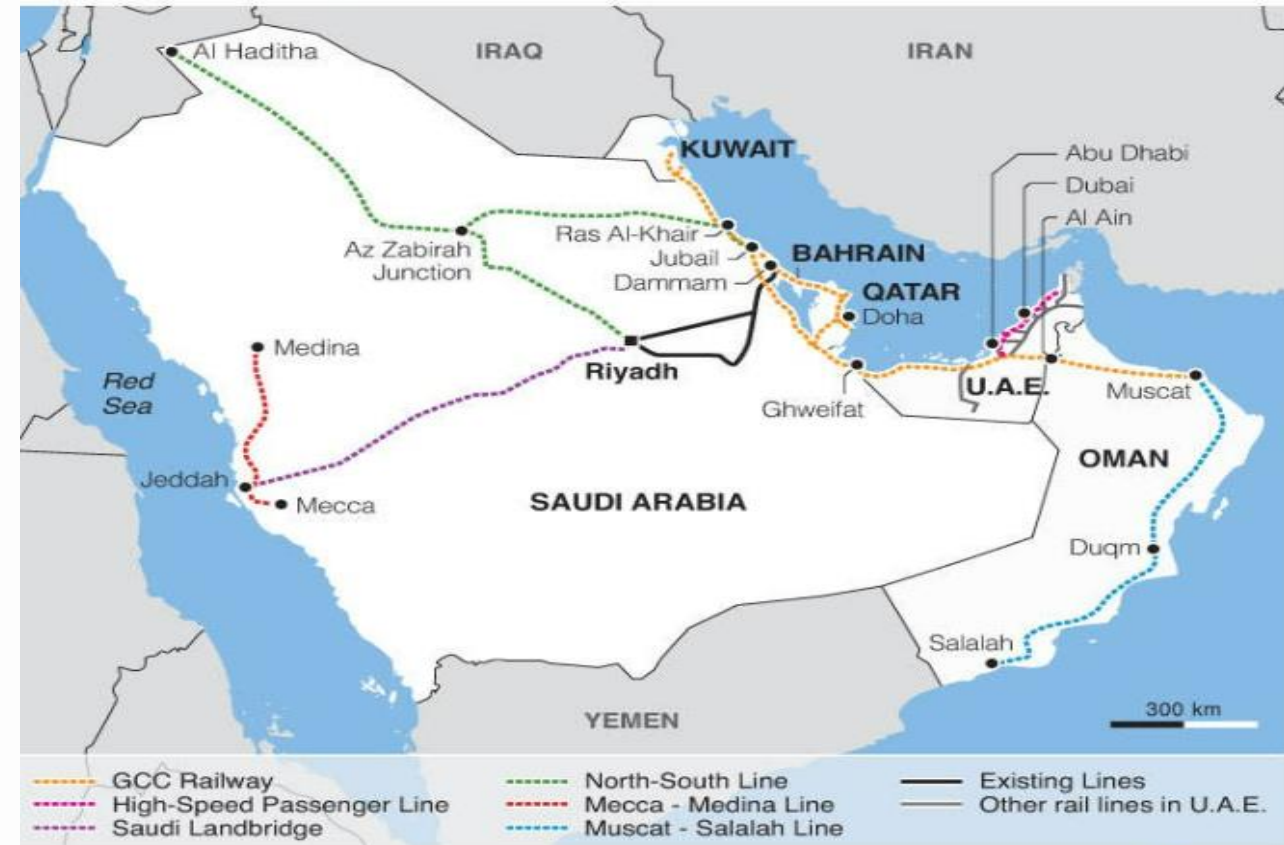 Al Haditha
IRAQ
IRAN
KUWAIT
Abu Dhabi
Dubai
Al Ain
Ras Al-Khair
Az Zabirah
Junction
Jubail
BAHRAIN
Dammam
QATAR
Doha
Medina
Riyadh
Red
Sea
U.A.E.
Muscat
Ghweifat
OMAN
Jeddah
Mecca
SAUDI ARABIA
Duqm
Salalah
YEMEN
300 km
GCC Railway
High-Speed Passenger Line
Saudi Landbridge
North-South Line
Mecca - Medina Line
Muscat - Salalah Line
Existing Lines
Other rail lines in U.A.E.